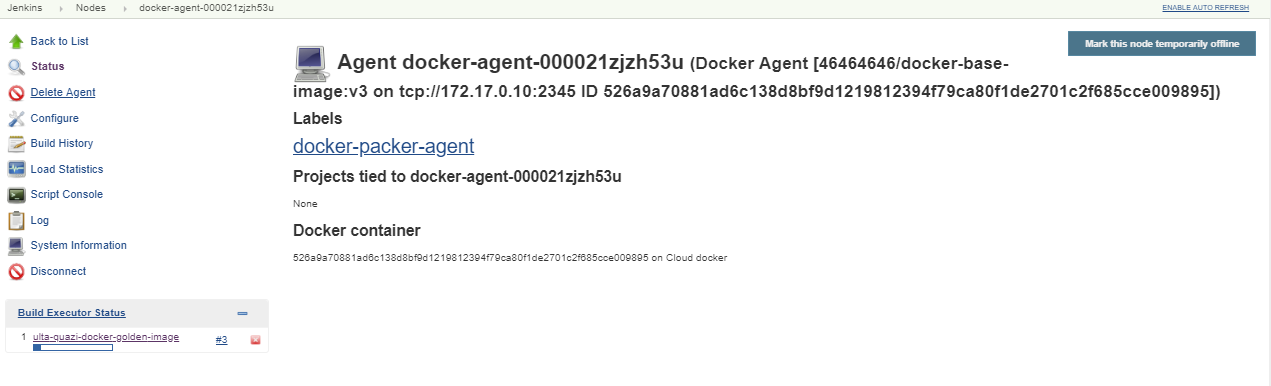 Jenkins › Nodes › docker-agent-000021zjzh53u
ENABLE AUTO REFRESH
Back to List
Status
Delete Agent
Configure
Build History
Load Statistics
Script Console
Log
System Information
Disconnect
Build Executor Status
1 ulta-quazi-docker-golden-image #3
Mark this node temporarily offline
Agent docker-agent-000021zjzh53u (Docker Agent [46464646/docker-base-
image:v3 on tcp://172.17.0.10:2345 ID 526a9a70881ad6c138d8bf9d1219812394f79ca80f1de2701c2f685cce009895])
Labels
docker-packer-agent
Projects tied to docker-agent-000021zjzh53u
None
Docker container
526a9a70881ad6c138d8bf9d1219812394f79ca80f1de2701c2f685cce009895 on Cloud docker